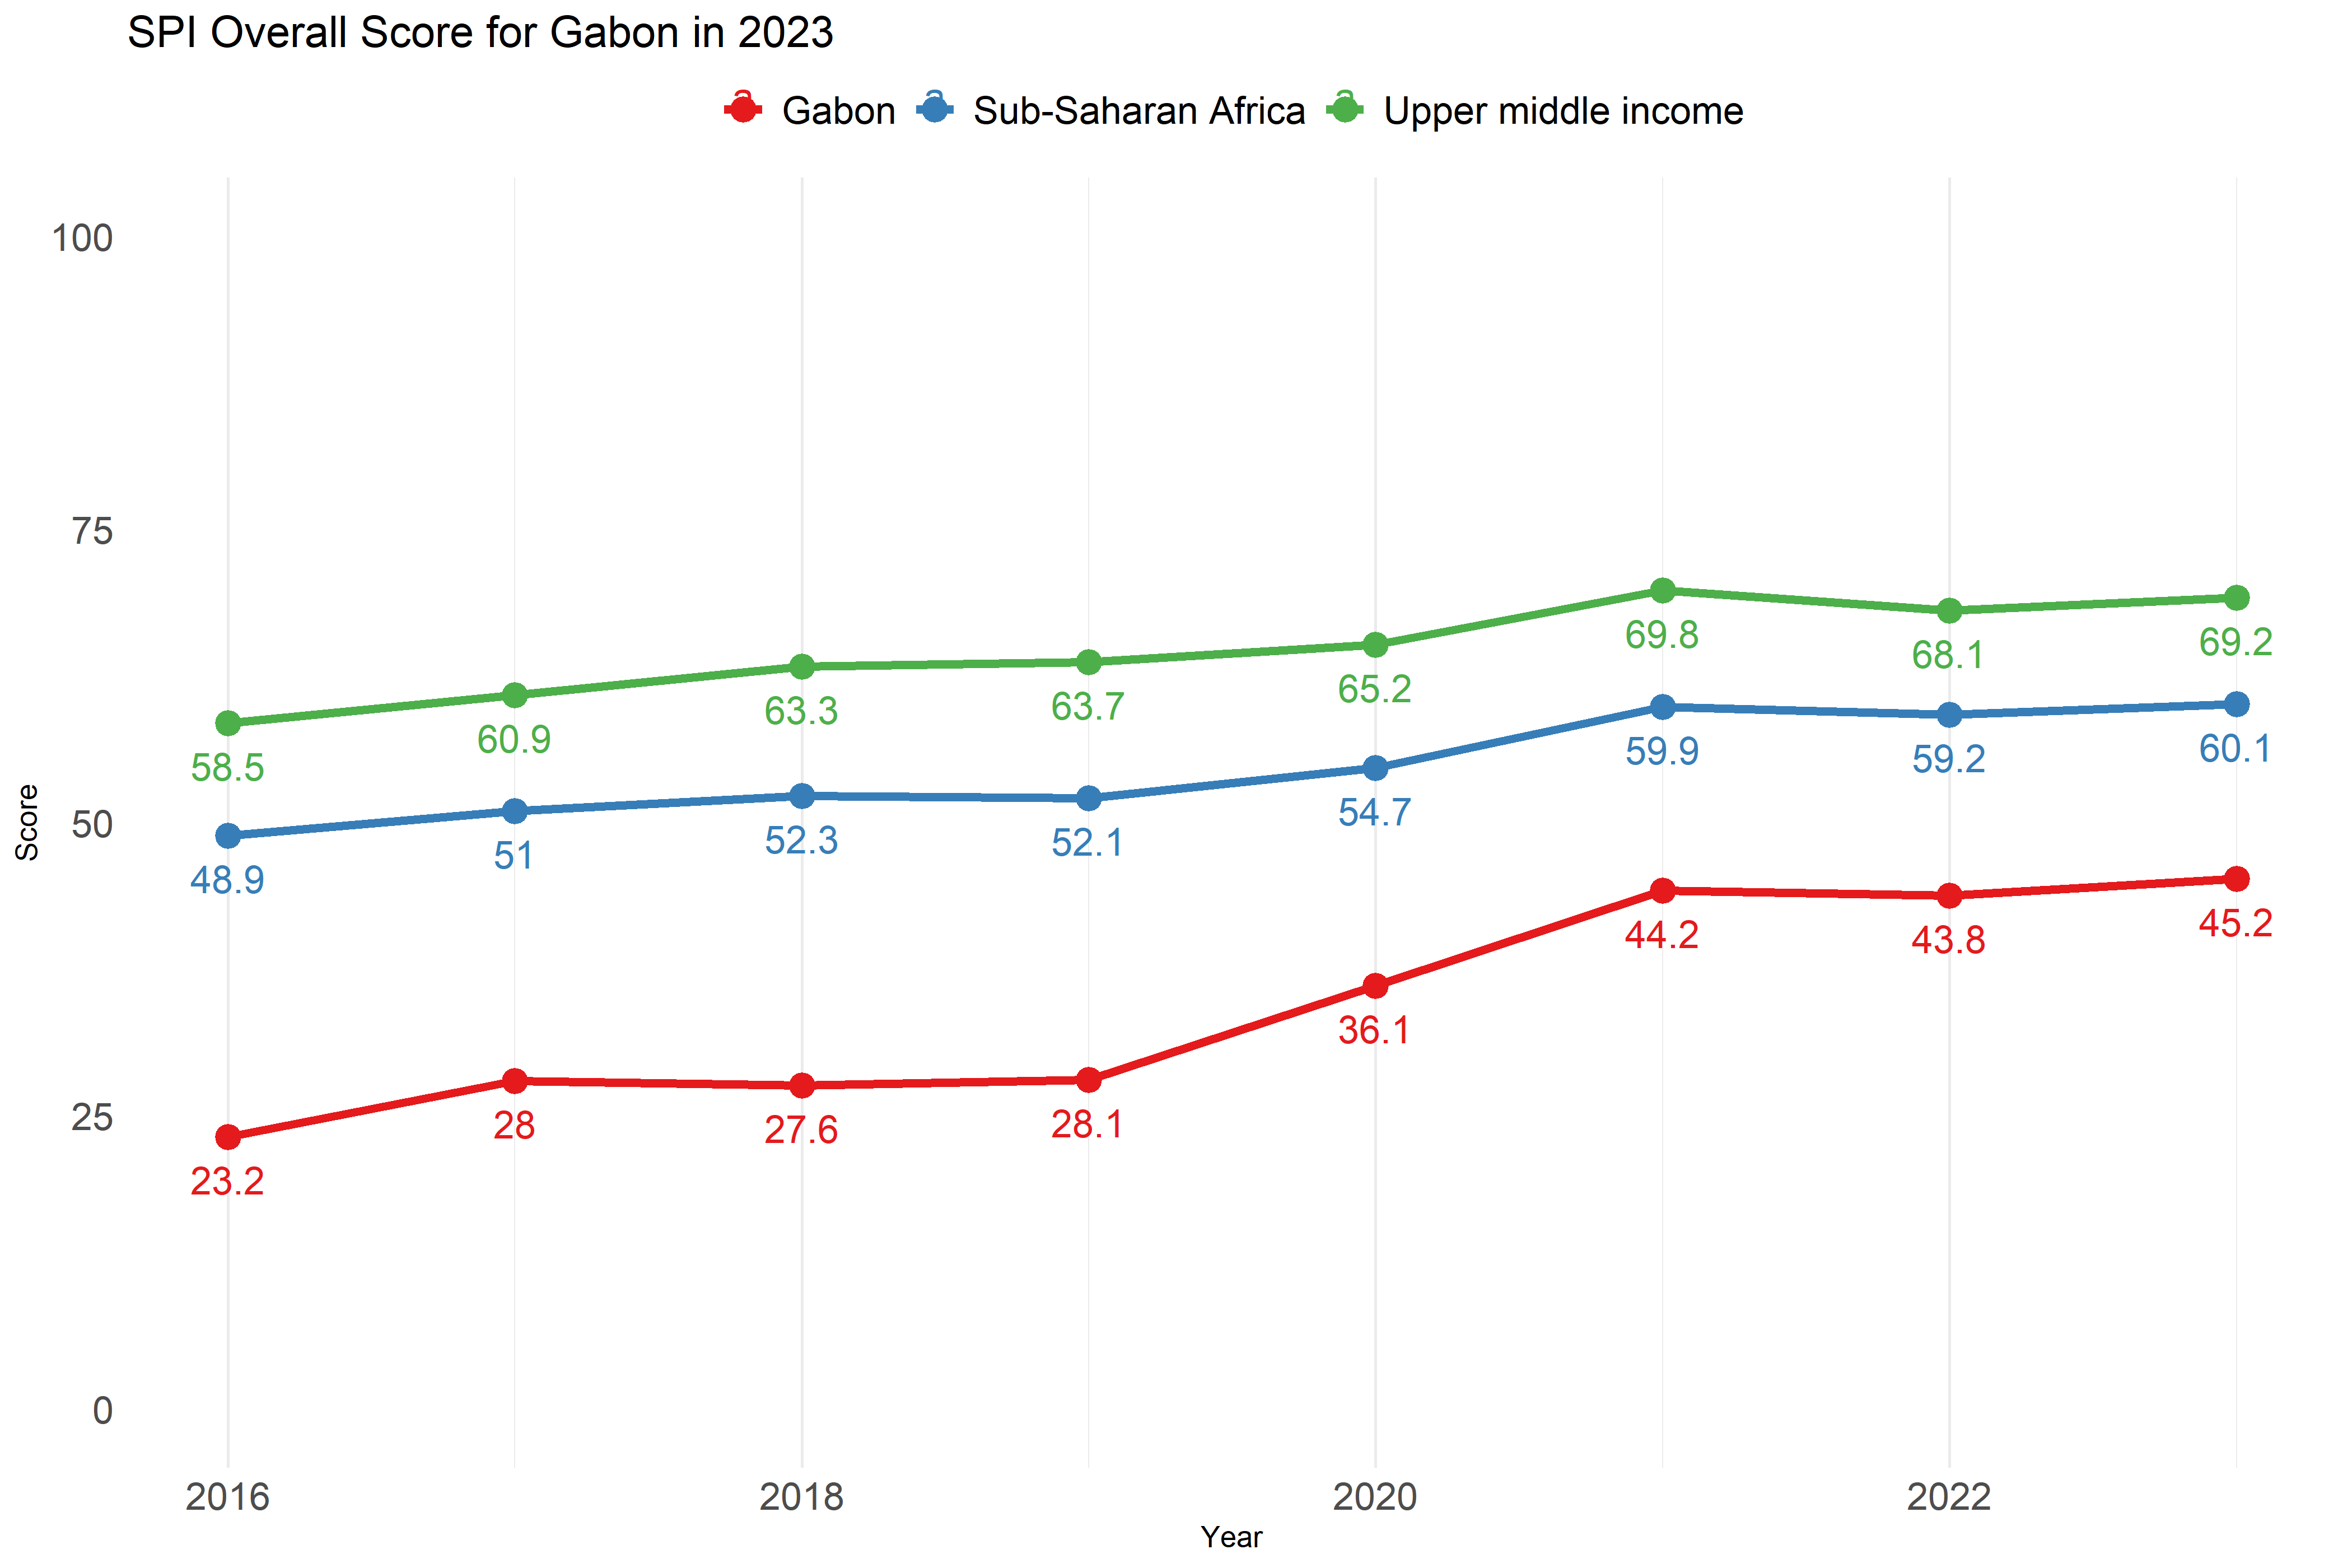 SPI Overall Score for Gabon in 2023
Gabon Sub-Saharan Africa Upper middle income
100
75
50
25
0
Score
58.5 60.9 63.3 63.7 65.2 69.8 68.1 69.2
48.9 51 52.3 52.1 54.7 59.9 59.2 60.1
23.2 28 27.6 28.1 36.1 44.2 43.8 45.2
2016 2018 2020 2022
Year